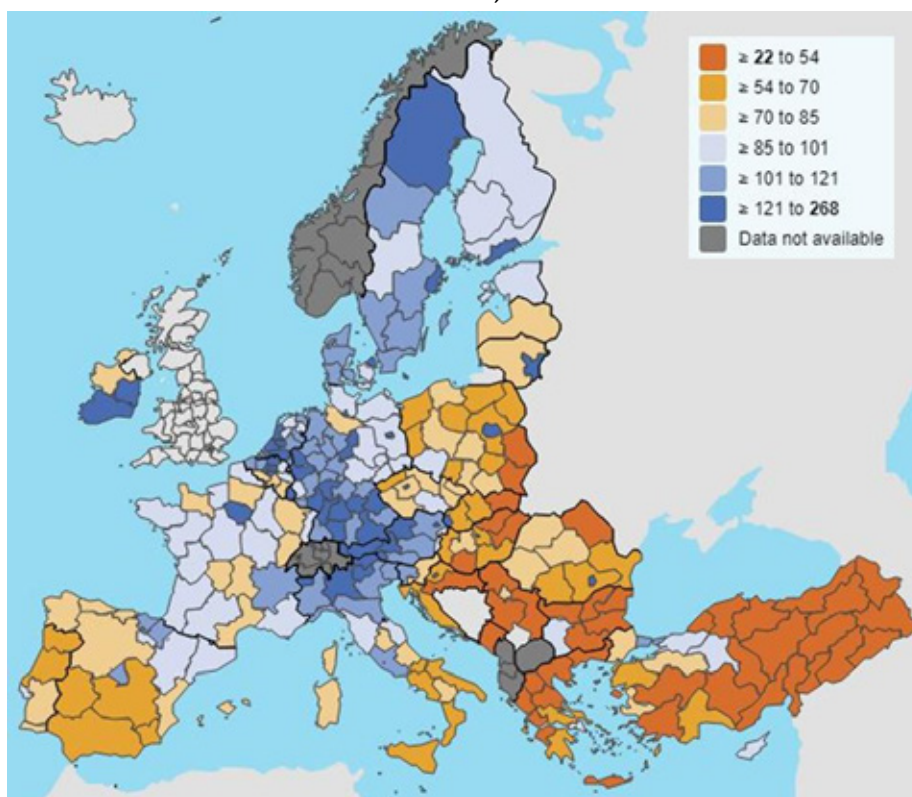 ≥ 22 to 54
≥ 54 to 70
≥ 70 to 85
≥ 85 to 101
≥ 101 to 121
≥ 121 to 268
Data not available